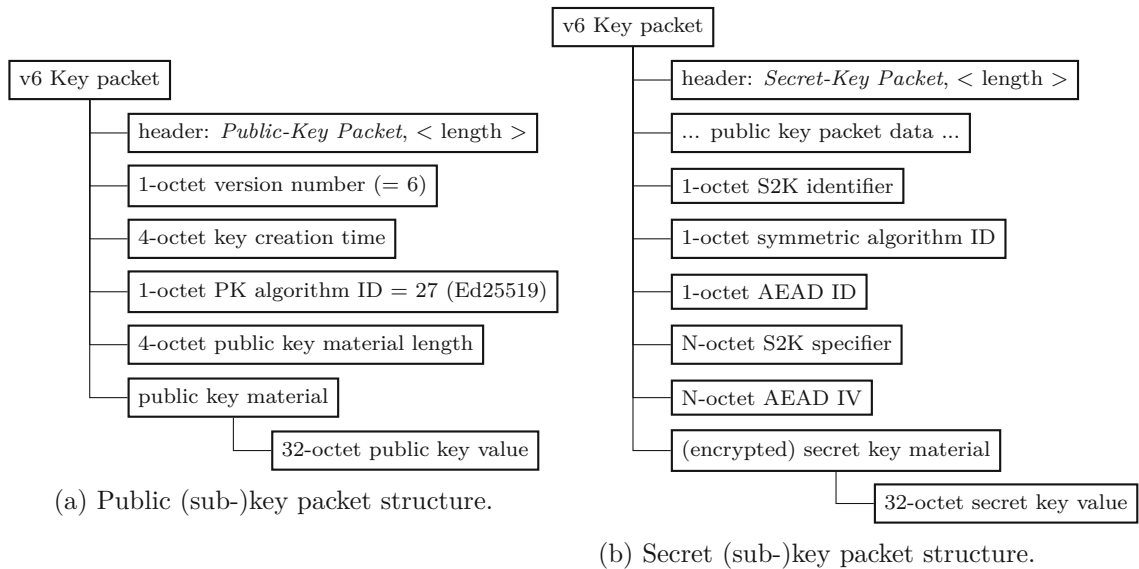 v6 Key packet
header: Public-Key Packet, < length >
1-octet version number (= 6)
4-octet key creation time
1-octet PK algorithm ID = 27 (Ed25519)
4-octet public key material length
public key material
32-octet public key value
(a) Public (sub-)key packet structure.
v6 Key packet
header: Secret-Key Packet, < length >
... public key packet data ...
1-octet S2K identifier
1-octet symmetric algorithm ID
1-octet AEAD ID
N-octet S2K specifier
N-octet AEAD IV
(encrypted) secret key material
32-octet secret key value
(b) Secret (sub-)key packet structure.